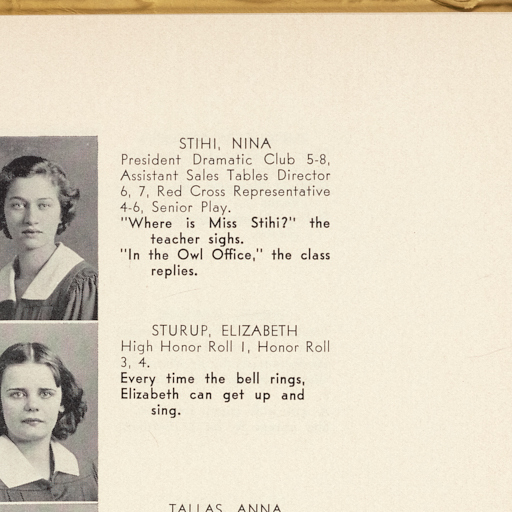 STIHI, NINA
President Dramatic Club 5-8,
Assistant Sales Tables Director
6, 7, Red Cross Representative
4-6, Senior Play.
"Where is Miss Stihi?" the
teacher sighs.
"In the Owl Office," the class
replies.
STURUP, ELIZABETH
High Honor Roll 1, Honor Roll
3, 4.
Every time the bell rings,
Elizabeth can get up and
sing.
TALLAS, ANNA